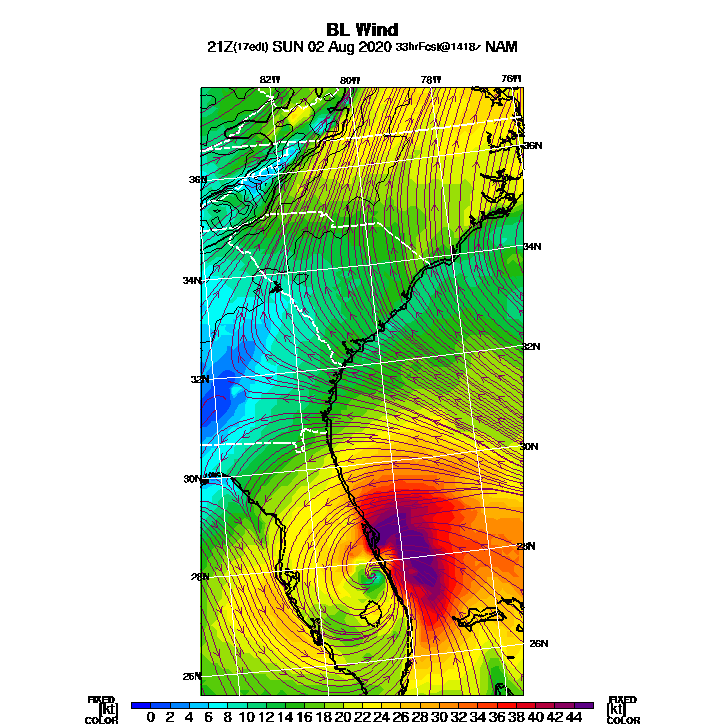 BL Wind
21Z(17edt) SUN 02 Aug 2020 33hrFcst@1418z NAM
82W 80W 78W 76W
36N 36N
34N 34N
32N 32N
30N 30N
28N 28N
26N 26N
FIXED FIXED
[kt] 0 2 4 6 8 10 12 14 16 18 20 22 24 26 28 30 32 34 36 38 40 42 44 [kt]
COLOR COLOR